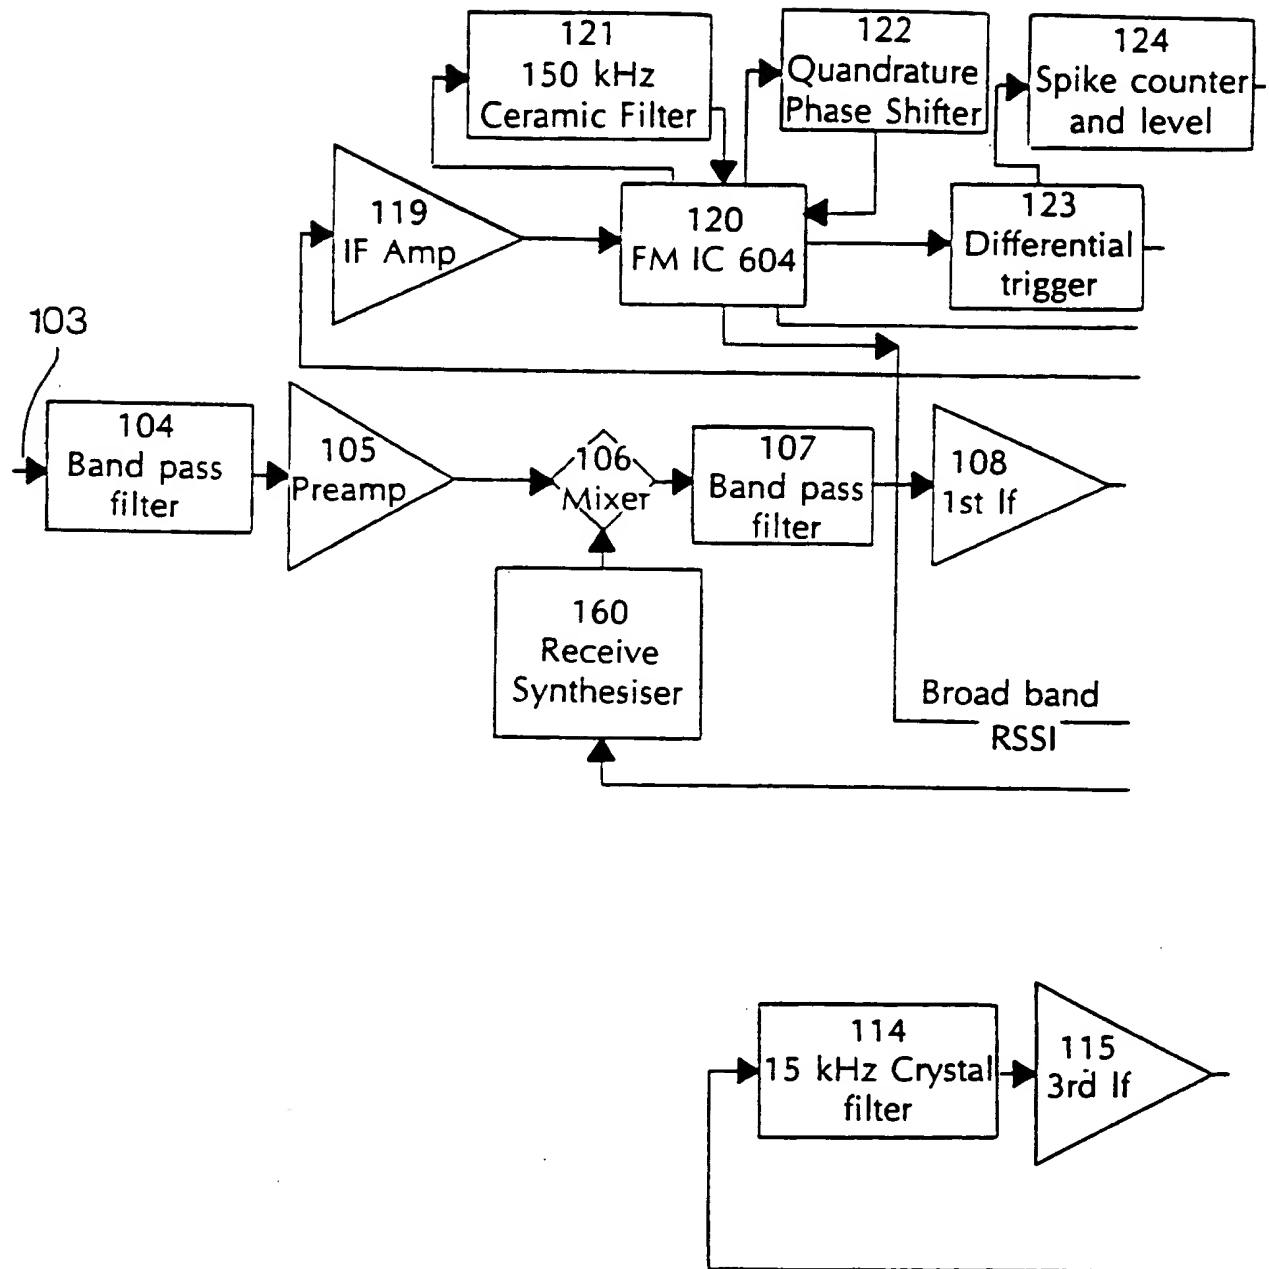 121
150 kHz
Ceramic Filter
122
Quandrature
Phase Shifter
124
Spike counter
and level
119
IF Amp
120
FM IC 604
123
Differential
trigger
103
104
Band pass
filter
105
Preamp
106
Mixer
107
Band pass
filter
108
1st If
160
Receive
Synthesiser
Broad band
RSSI
114
15 kHz Crystal
filter
115
3rd If